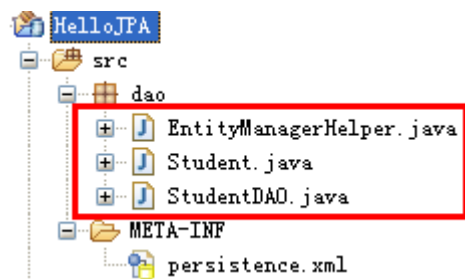 HelloJPA
src
dao
EntityManagerHelper.java
Student.java
StudentDAO.java
META-INF
persistence.xml